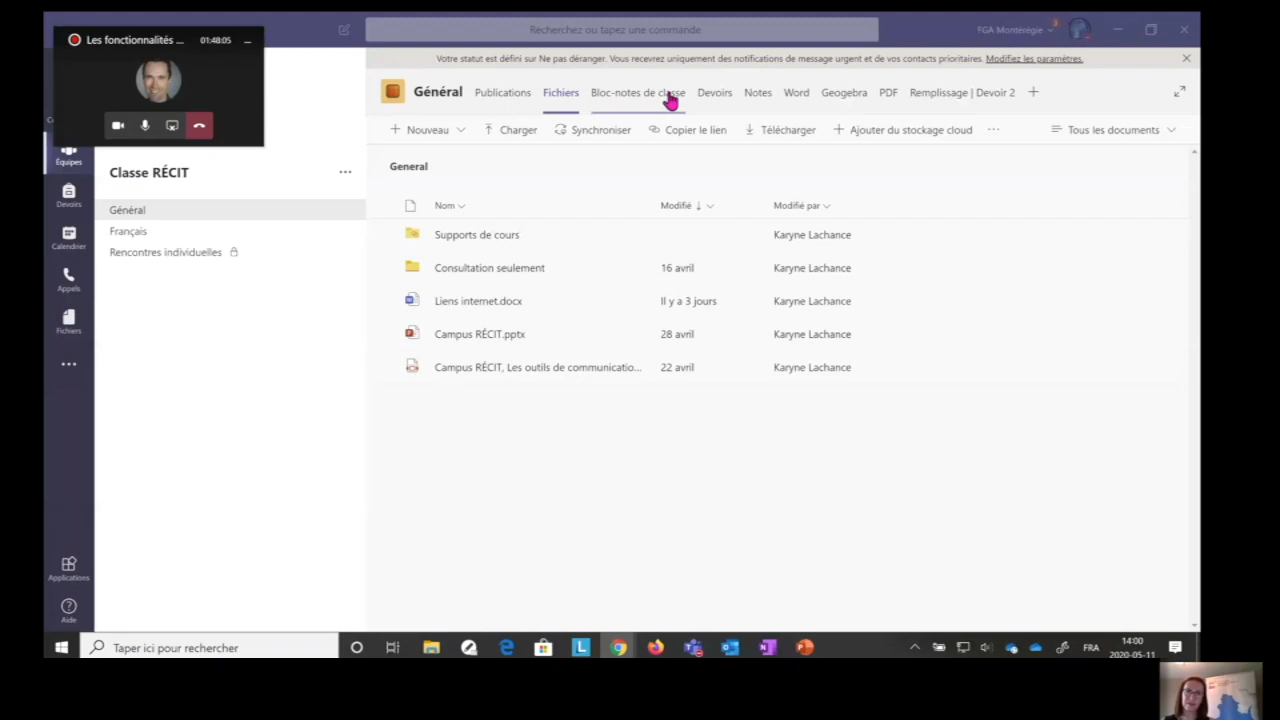 Recherchez ou tapez une commande
FGA Montérégie
Les fonctionnalités ...
01:48:05
Votre statut est défini sur Ne pas déranger. Vous recevrez uniquement des notifications de message urgent et de vos contacts prioritaires. Modifiez les paramètres.
Général
Publications
Fichiers
Bloc-notes de classe
Devoirs
Notes
Word
Geogebra
PDF
Remplissage | Devoir 2
Nouveau
Charger
Synchroniser
Copier le lien
Télécharger
Ajouter du stockage cloud
Tous les documents
Équipes
Devoirs
Calendrier
Appels
Fichiers
Applications
Aide
Classe RÉCIT
Général
Français
Rencontres individuelles
General
Nom
Modifié
Modifié par
Supports de cours
Karyne Lachance
Consultation seulement
16 avril
Karyne Lachance
Liens internet.docx
Il y a 3 jours
Karyne Lachance
Campus RÉCIT.pptx
28 avril
Karyne Lachance
Campus RÉCIT, Les outils de communicatio...
22 avril
Karyne Lachance
Taper ici pour rechercher
FRA
14:00
2020-05-11